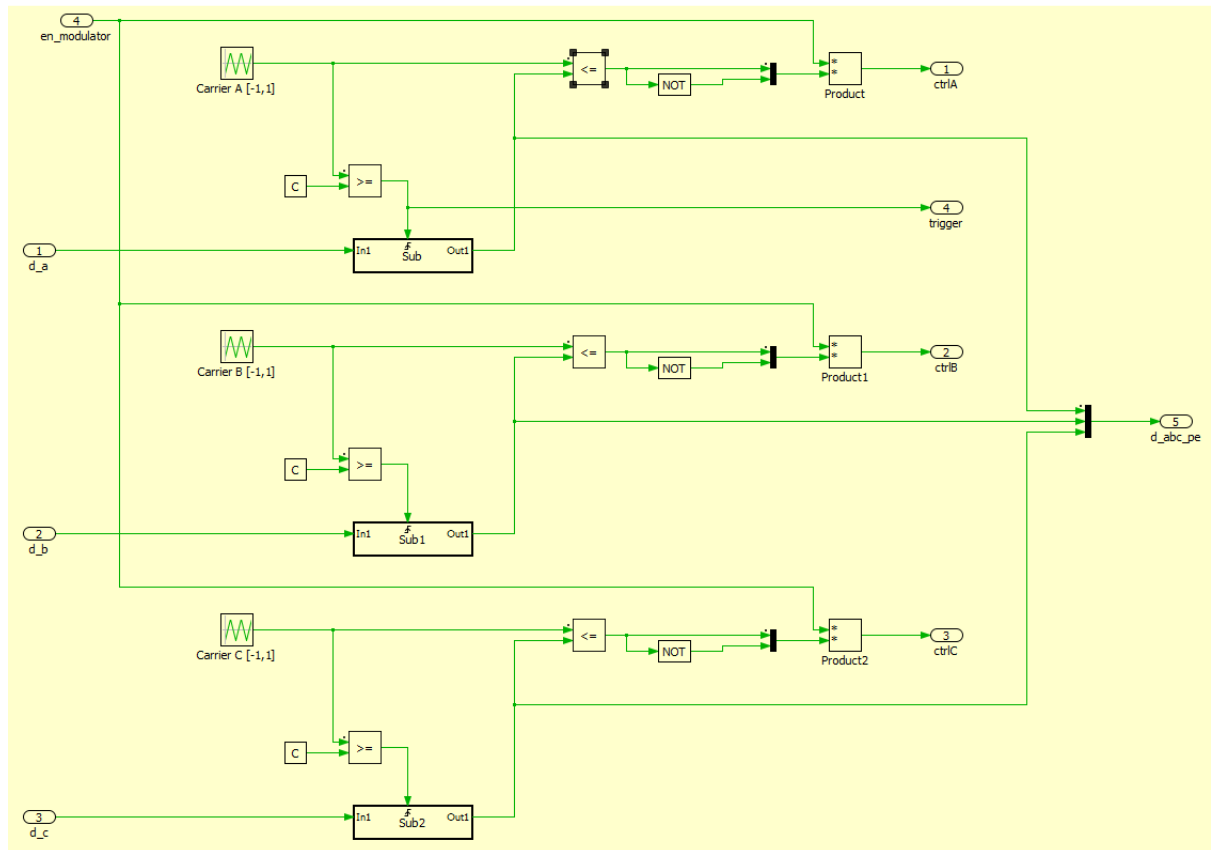 4
en_modulator
Carrier A [-1,1]
<=
NOT
*
*
Product
1
ctrlA
C
>=
4
trigger
1
d_a
In1
Sub
Out1
Carrier B [-1,1]
<=
NOT
*
*
Product1
2
ctrlB
C
>=
5
d_abc_pe
2
d_b
In1
Sub1
Out1
Carrier C [-1,1]
<=
NOT
*
*
Product2
3
ctrlC
C
>=
3
d_c
In1
Sub2
Out1